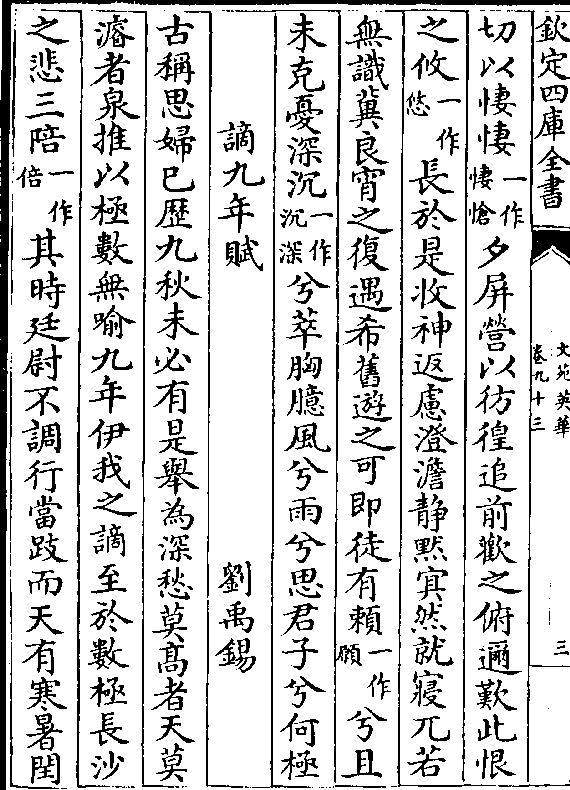 欽定四庫全書
文苑英華
卷九十三
三
切以悽悽一作悽愴夕屏營以彷徨追前歡之俯邇歎此恨
之攸一作悠長於是收神返慮澄澹静黙寘然就寢兀若
無識冀良宵之復遇希舊遊之可即徒有賴一作願兮且
未克憂深沉一作沉深兮萃胸臆風兮雨兮思君子兮何極
謫九年賦
劉禹錫
古稱思婦已歴九秋未必有是舉為深愁莫髙者天莫
濬者泉推以極數無喻九年伊我之謫至於數極長沙
之悲三陪一作倍其時廷尉不調行當跂而天有寒暑閏